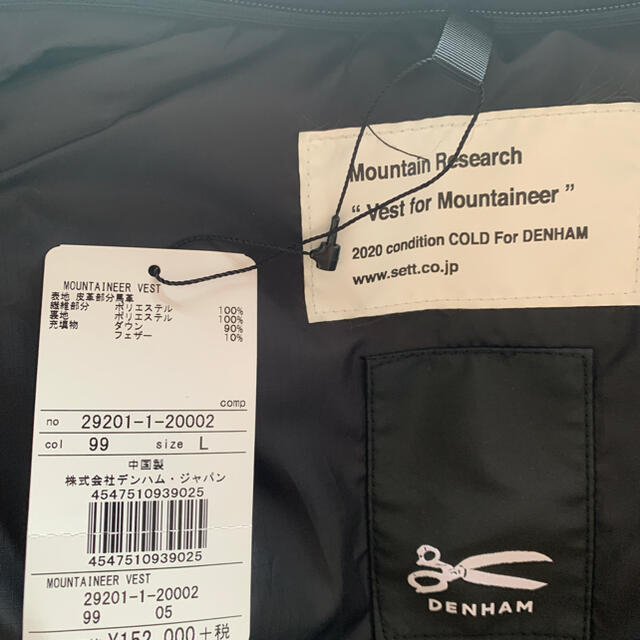 Mountain Research
“ Vest for Mountaineer ”
2020 condition COLD For DENHAM
www.sett.co.jp
MOUNTAINEER VEST
表地 皮革部分馬革
繊維部分 ポリエステル 100%
裏地 ポリエステル 100%
充填物 ダウン 90%
フェザー 10%
comp
no 29201-1-20002
col 99 size L
中国製
株式会社デンハム・ジャパン
4547510939025
4547510939025
MOUNTAINEER VEST
29201-1-20002
99 05
¥152,000+税
DENHAM